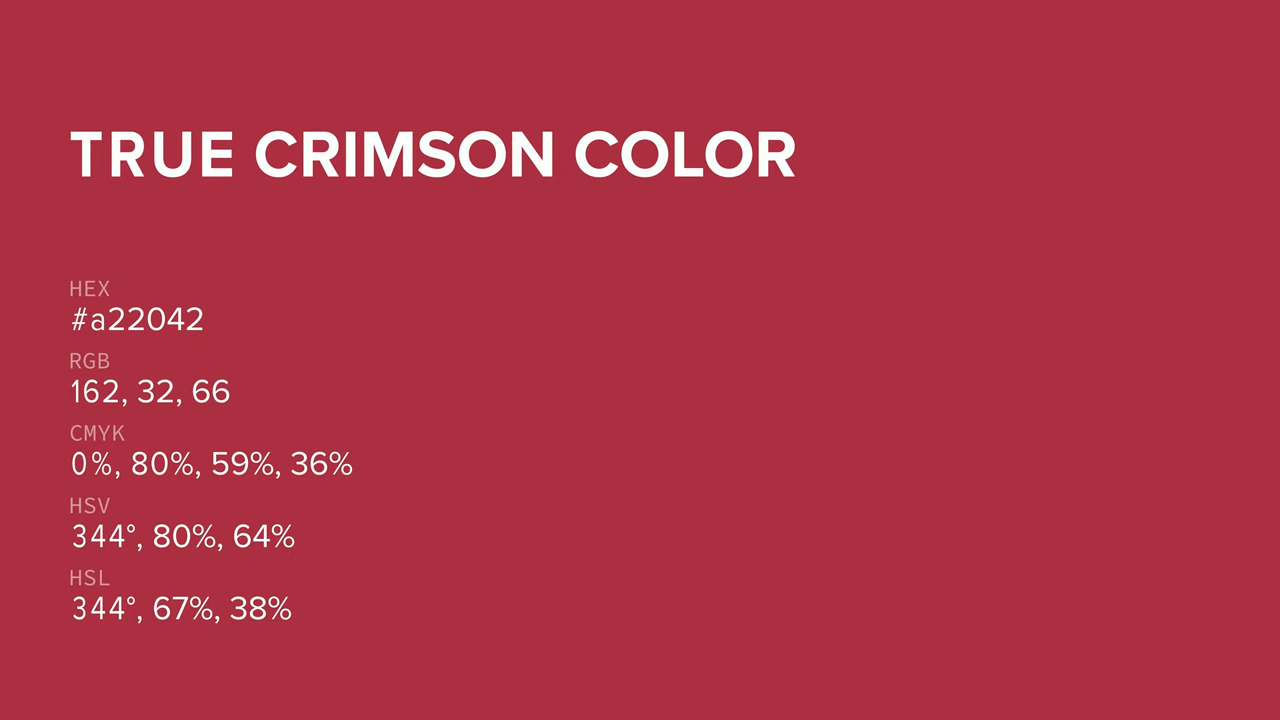 TRUE CRIMSON COLOR
HEX
#a22042
RGB
162, 32, 66
CMYK
0%, 80%, 59%, 36%
HSV
344°, 80%, 64%
HSL
344°, 67%, 38%